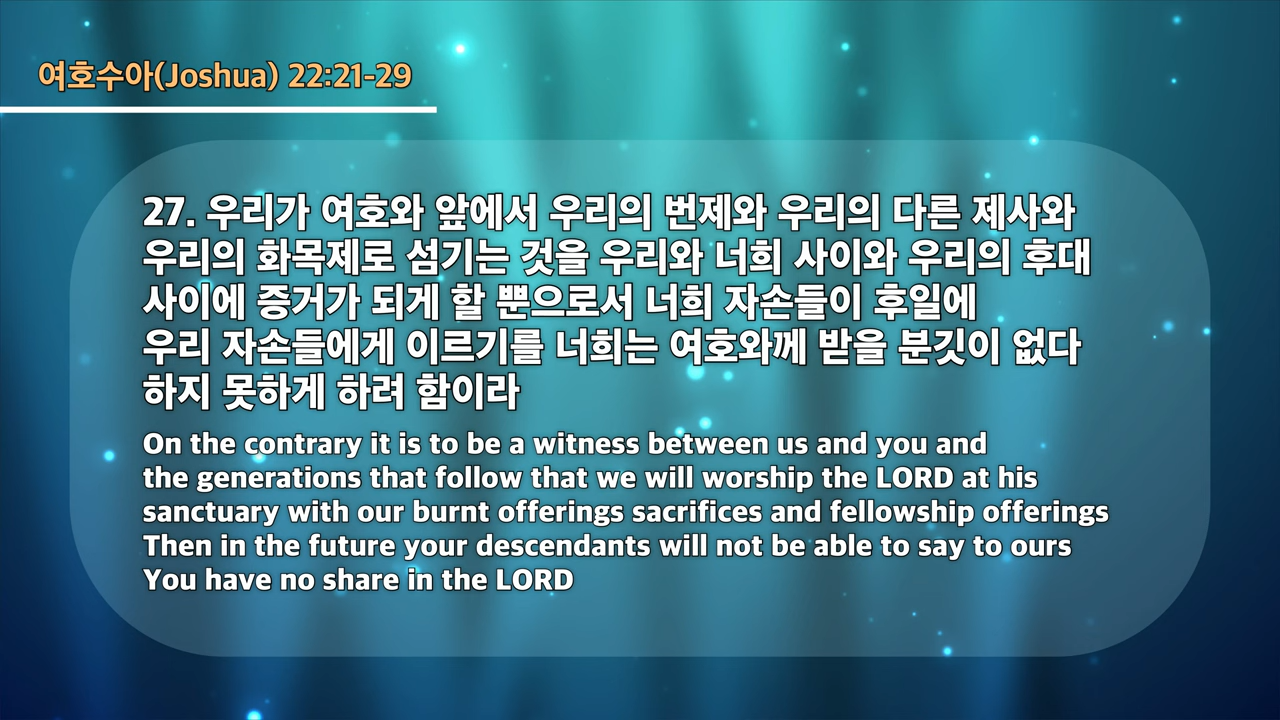 여호수아(Joshua) 22:21-29
27. 우리가 여호와 앞에서 우리의 번제와 우리의 다른 제사와
우리의 화목제로 섬기는 것을 우리와 너희 사이와 우리의 후대
사이에 증거가 되게 할 뿐으로서 너희 자손들이 후일에
우리 자손들에게 이르기를 너희는 여호와께 받을 분깃이 없다
하지 못하게 하려 함이라
On the contrary it is to be a witness between us and you and
the generations that follow that we will worship the LORD at his
sanctuary with our burnt offerings sacrifices and fellowship offerings
Then in the future your descendants will not be able to say to ours
You have no share in the LORD